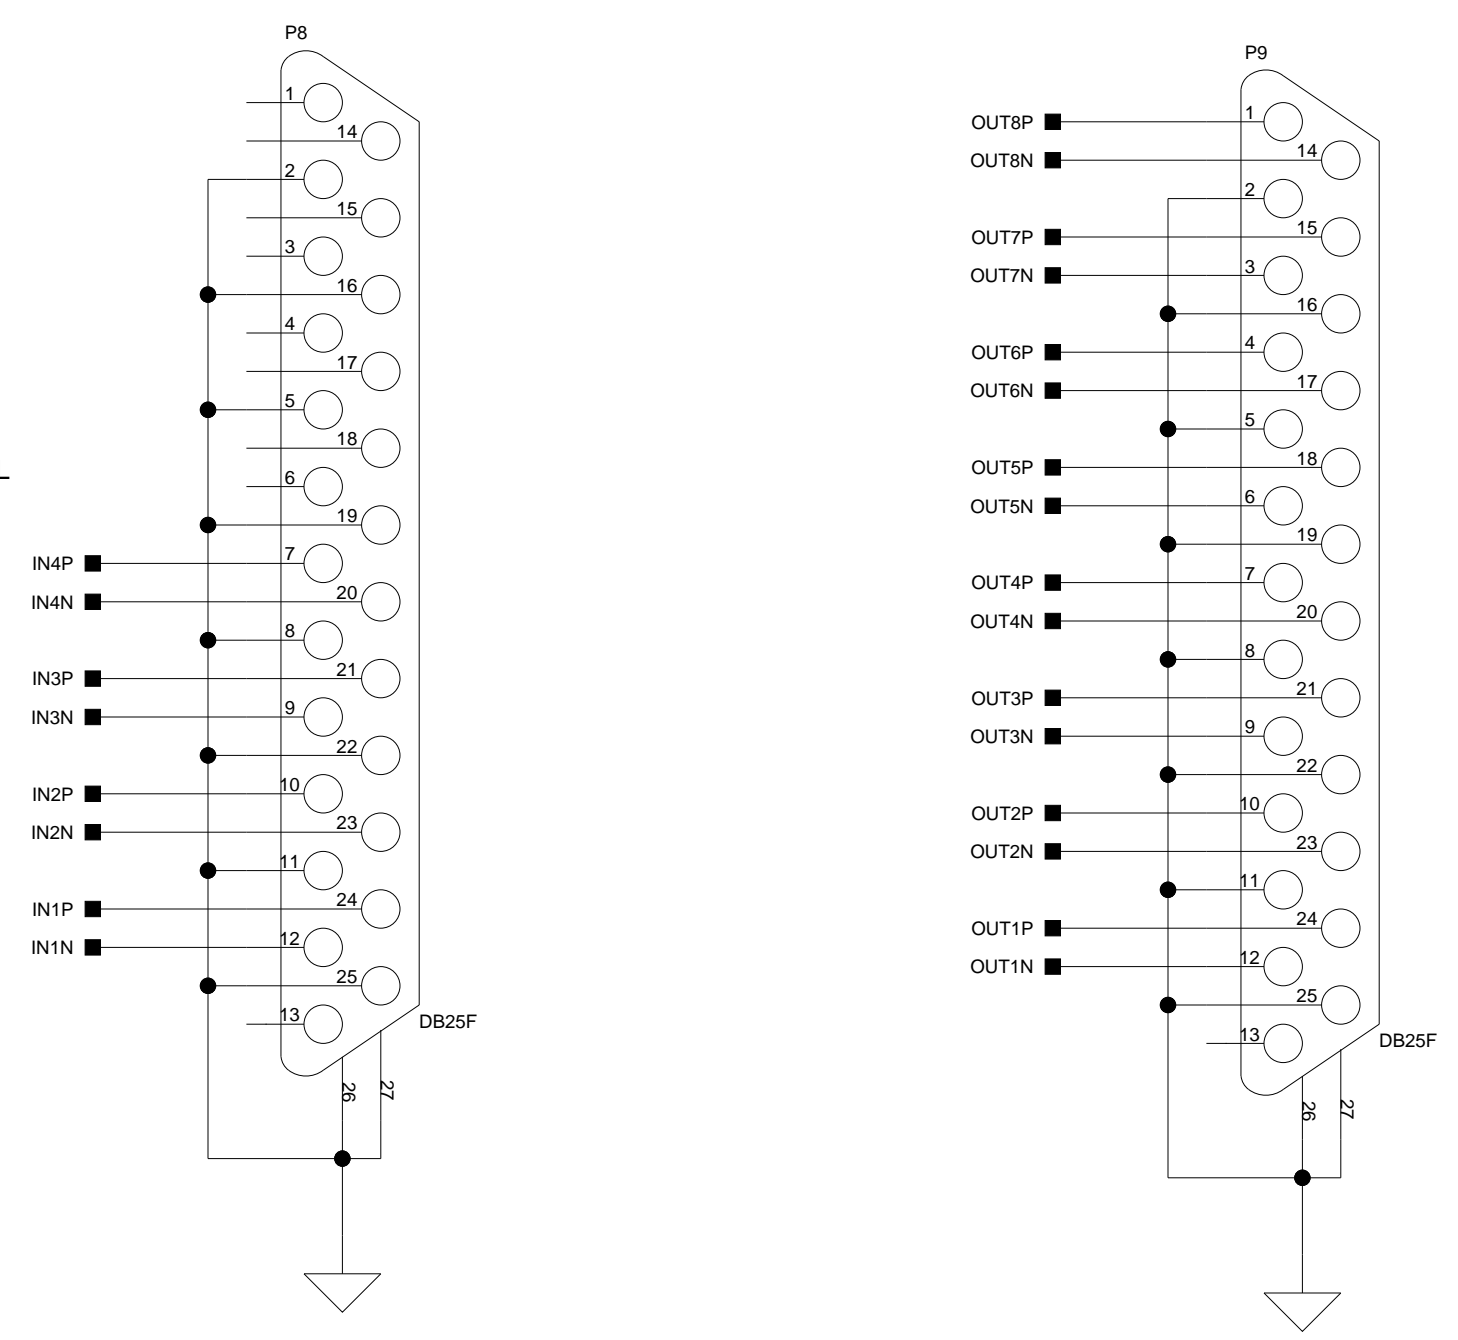 P8
1
14
2
15
3
16
4
17
5
18
6
19
IN4P 7
IN4N 20
8
IN3P 21
IN3N 9
22
IN2P 10
IN2N 23
11
IN1P 24
IN1N 12
25
13
DB25F
26 27
P9
OUT8P 1
OUT8N 14
2
OUT7P 15
OUT7N 3
16
OUT6P 4
OUT6N 17
5
OUT5P 18
OUT5N 6
19
OUT4P 7
OUT4N 20
8
OUT3P 21
OUT3N 9
22
OUT2P 10
OUT2N 23
11
OUT1P 24
OUT1N 12
25
13
DB25F
26 27